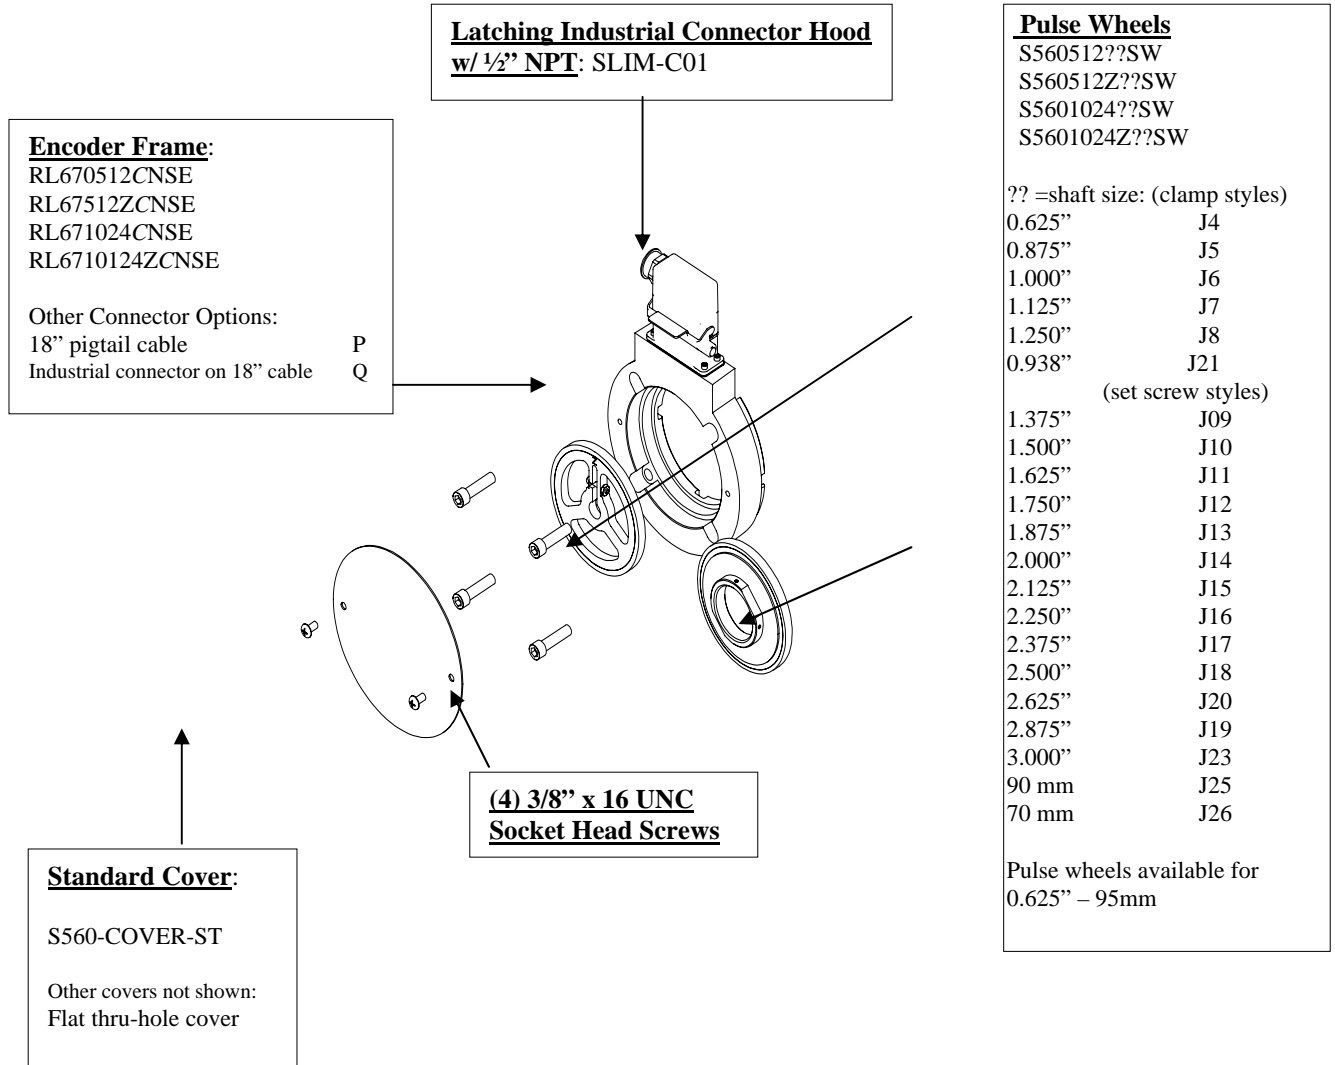 Latching Industrial Connector Hood
w/ ½” NPT: SLIM-C01
Encoder Frame:
RL670512CNSE
RL67512ZCNSE
RL671024CNSE
RL6710124ZCNSE
Other Connector Options:
18” pigtail cable P
Industrial connector on 18” cable Q
Pulse Wheels
S560512??SW
S560512Z??SW
S5601024??SW
S5601024Z??SW
?? =shaft size: (clamp styles)
0.625” J4
0.875” J5
1.000” J6
1.125” J7
1.250” J8
0.938” J21
(set screw styles)
1.375” J09
1.500” J10
1.625” J11
1.750” J12
1.875” J13
2.000” J14
2.125” J15
2.250” J16
2.375” J17
2.500” J18
2.625” J20
2.875” J19
3.000” J23
90 mm J25
70 mm J26
Pulse wheels available for
0.625” – 95mm
(4) 3/8” x 16 UNC
Socket Head Screws
Standard Cover:
S560-COVER-ST
Other covers not shown:
Flat thru-hole cover